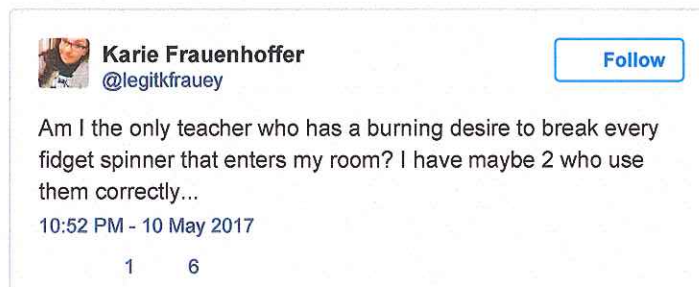 Karie Frauenhoffer
Follow
@legitkfrauey
Am I the only teacher who has a burning desire to break every
fidget spinner that enters my room? I have maybe 2 who use
them correctly...
10:52 PM - 10 May 2017
1 6